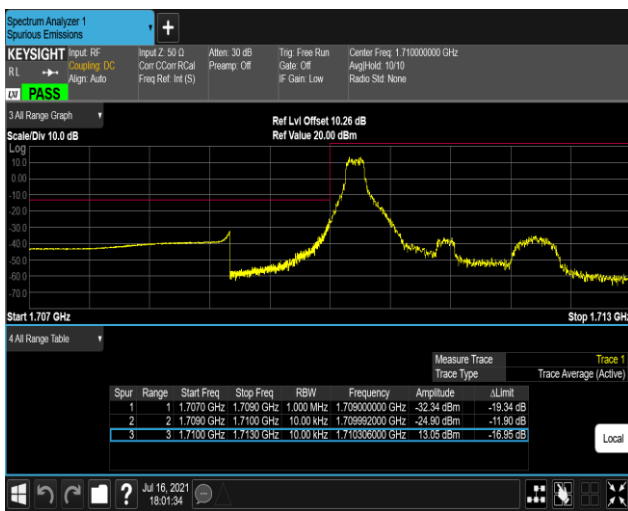 Spectrum Analyzer 1
Spurious Emissions
KEYSIGHT Input: RF Input Z: 50 Ω Atten: 30 dB Trig: Free Run Center Freq: 1.710000000 GHz
RL Coupling: DC Corr CCorr RCal Preamp: Off Gate: Off Avg|Hold: 10/10
Align: Auto Freq Ref: Int (S) IF Gain: Low Radio Std: None
LXI PASS
3 All Range Graph
Ref Lvl Offset 10.26 dB
Scale/Div 10.0 dB Ref Value 20.00 dBm
Log
10.0
0.00
-10.0
-20.0
-30.0
-40.0
-50.0
-60.0
-70.0
Start 1.707 GHz Stop 1.713 GHz
4 All Range Table
Measure Trace Trace 1
Trace Type Trace Average (Active)
Spur Range Start Freq Stop Freq RBW Frequency Amplitude ΔLimit
1 1 1.7070 GHz 1.7090 GHz 1.000 MHz 1.709000000 GHz -32.34 dBm -19.34 dB
2 2 1.7090 GHz 1.7100 GHz 10.00 kHz 1.709992000 GHz -24.90 dBm -11.90 dB
3 3 1.7100 GHz 1.7130 GHz 10.00 kHz 1.710306000 GHz 13.05 dBm -16.95 dB
Local
Jul 16, 2021
18:01:34